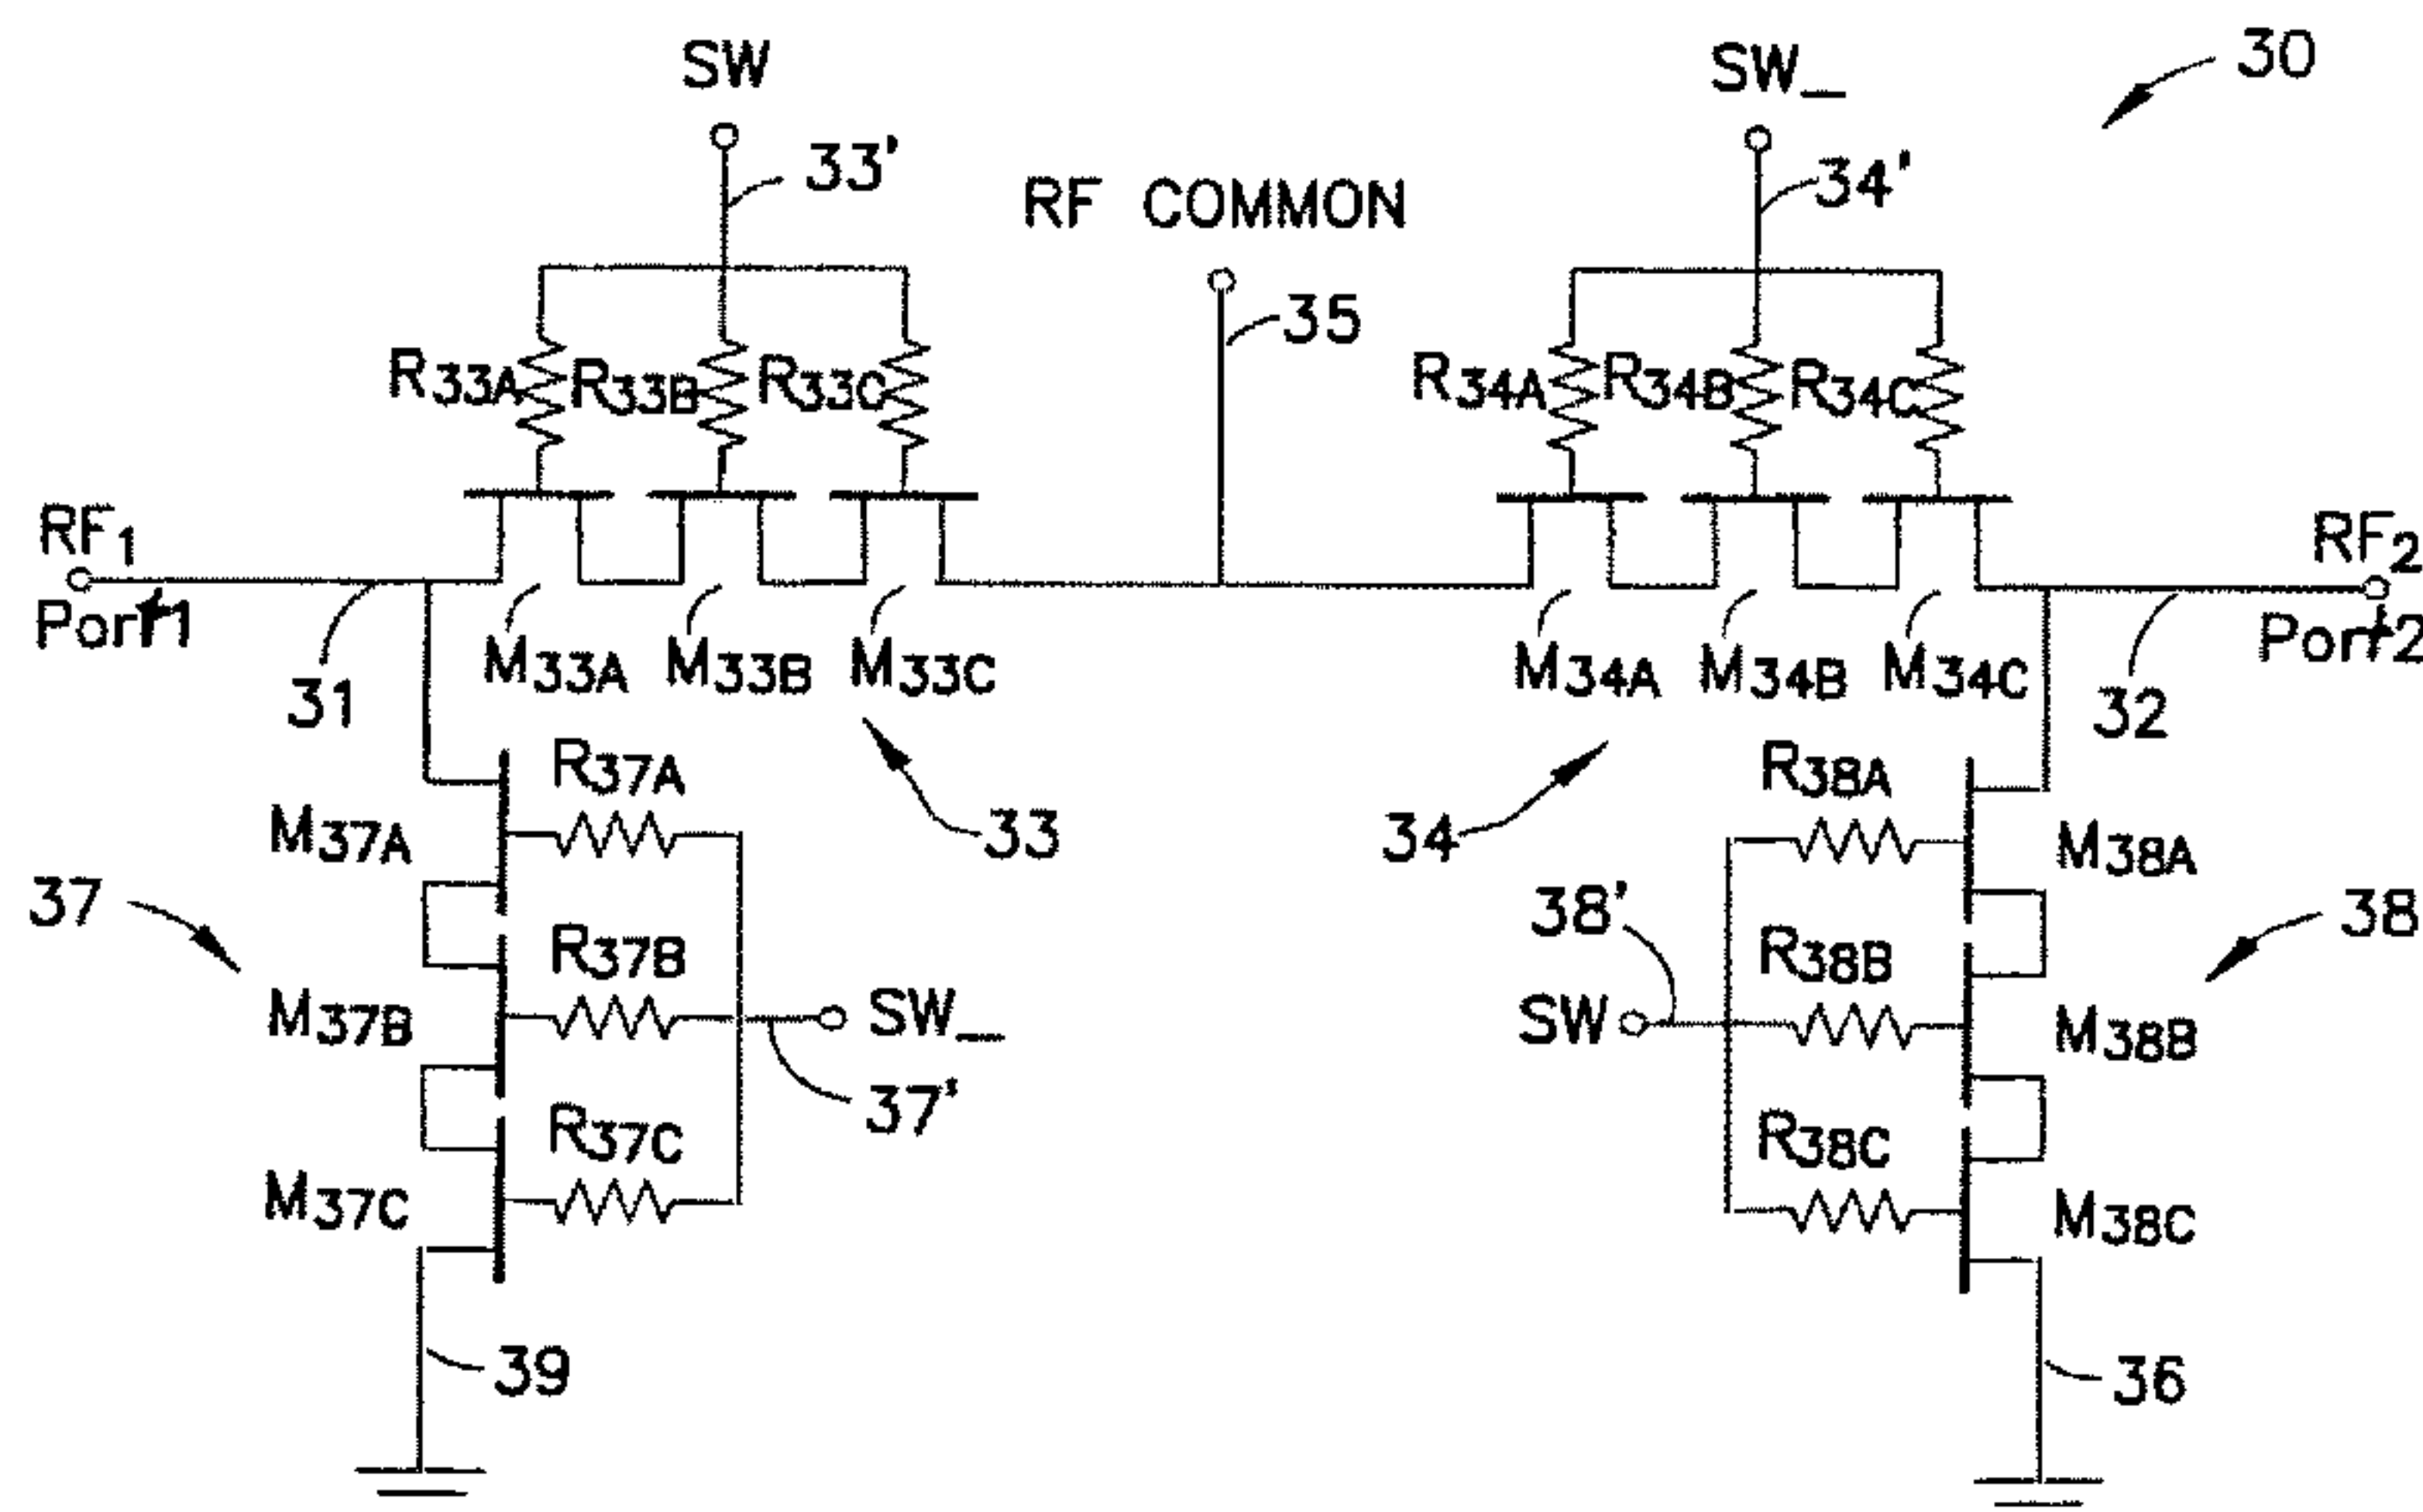 SW
SW_
30
33'
34'
RF COMMON
35
R33A
R33B
R33C
R34A
R34B
R34C
RF1
Port1
RF2
Port2
31
M33A
M33B
M33C
M34A
M34B
M34C
32
33
34
R37A
M37A
37
R37B
M37B
SW_
37'
R37C
M37C
39
R38A
M38A
38'
38
R38B
SW
M38B
R38C
M38C
36